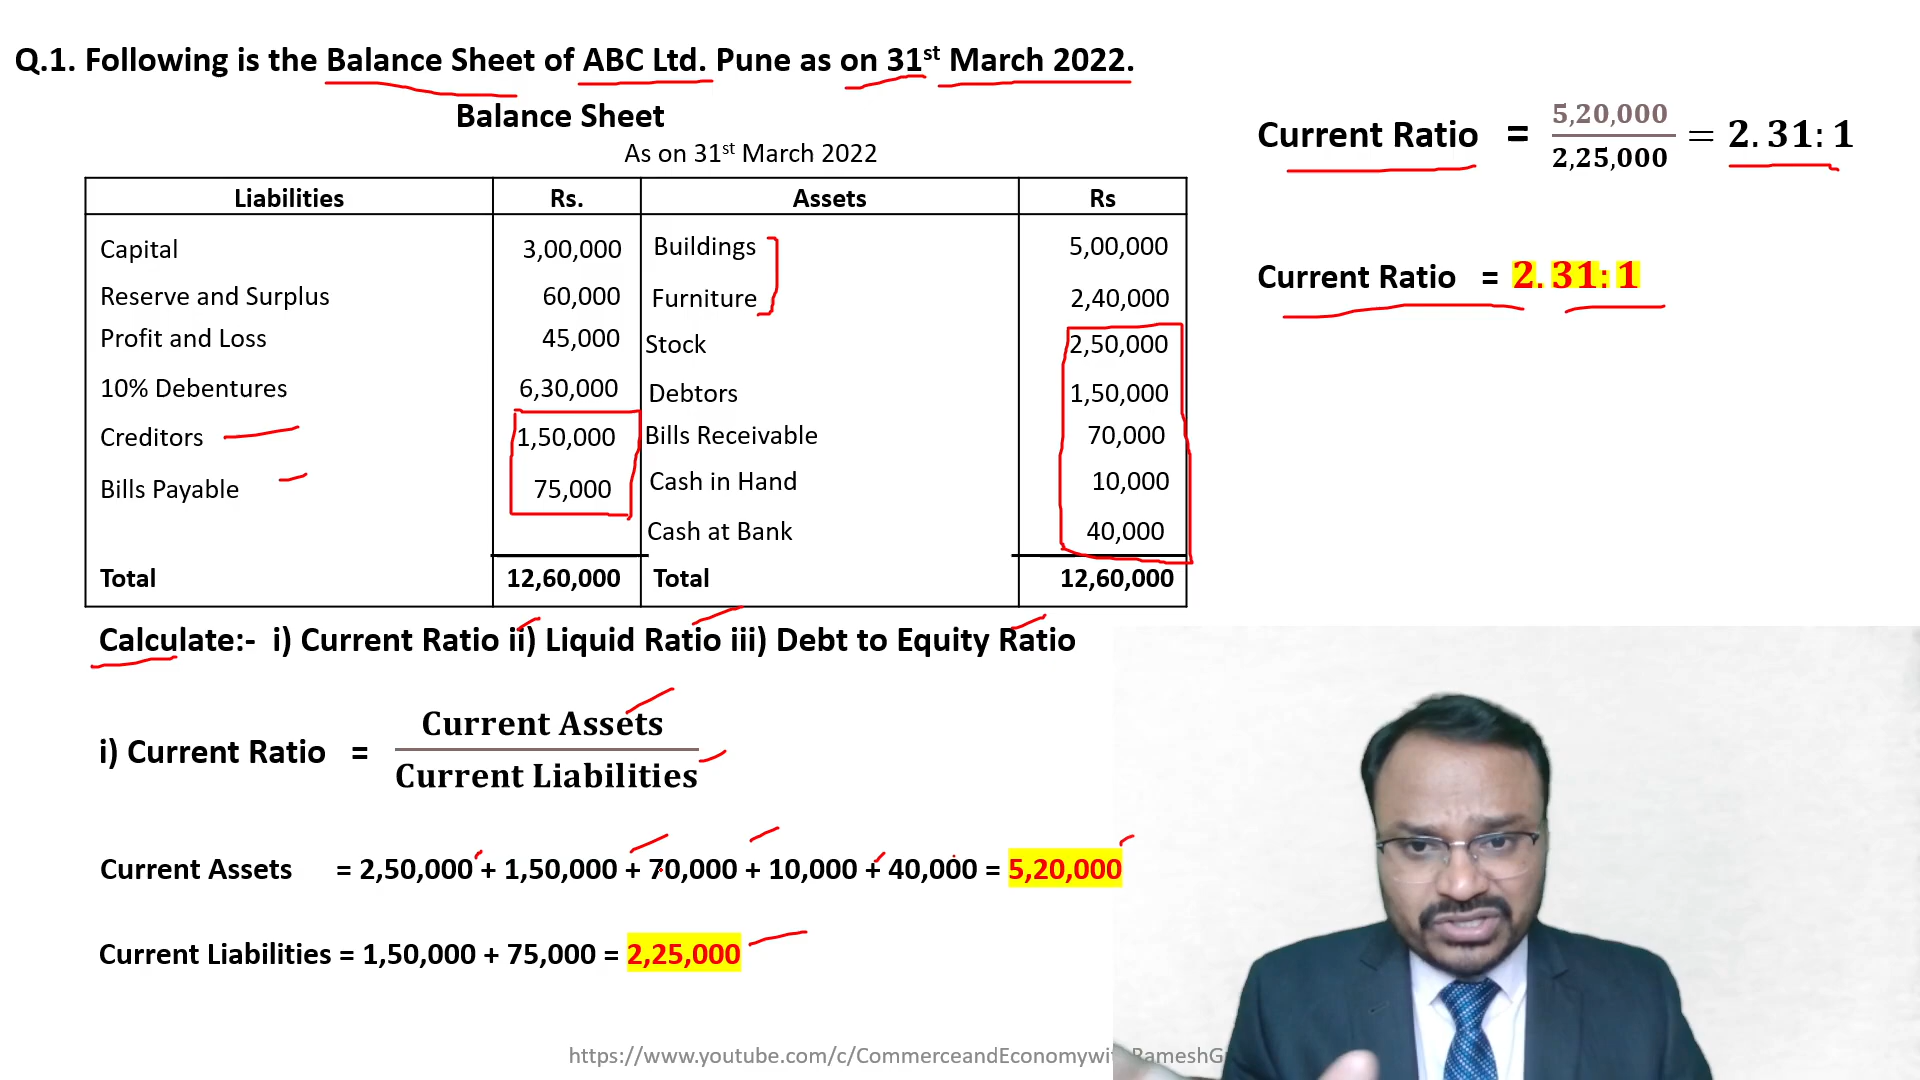 Q.1. Following is the Balance Sheet of ABC Ltd. Pune as on 31st March 2022.
Balance Sheet
As on 31st March 2022
Liabilities Rs. Assets Rs
Capital 3,00,000 Buildings 5,00,000
Reserve and Surplus 60,000 Furniture 2,40,000
Profit and Loss 45,000 Stock 2,50,000
10% Debentures 6,30,000 Debtors 1,50,000
Creditors 1,50,000 Bills Receivable 70,000
Bills Payable 75,000 Cash in Hand 10,000
Cash at Bank 40,000
Total 12,60,000 Total 12,60,000
Calculate:- i) Current Ratio ii) Liquid Ratio iii) Debt to Equity Ratio
i) Current Ratio = Current Assets
Current Liabilities
Current Assets = 2,50,000 + 1,50,000 + 70,000 + 10,000 + 40,000 = 5,20,000
Current Liabilities = 1,50,000 + 75,000 = 2,25,000
Current Ratio = 5,20,000
2,25,000 = 2.31:1
Current Ratio = 2.31:1
https://www.youtube.com/c/CommerceandEconomywi